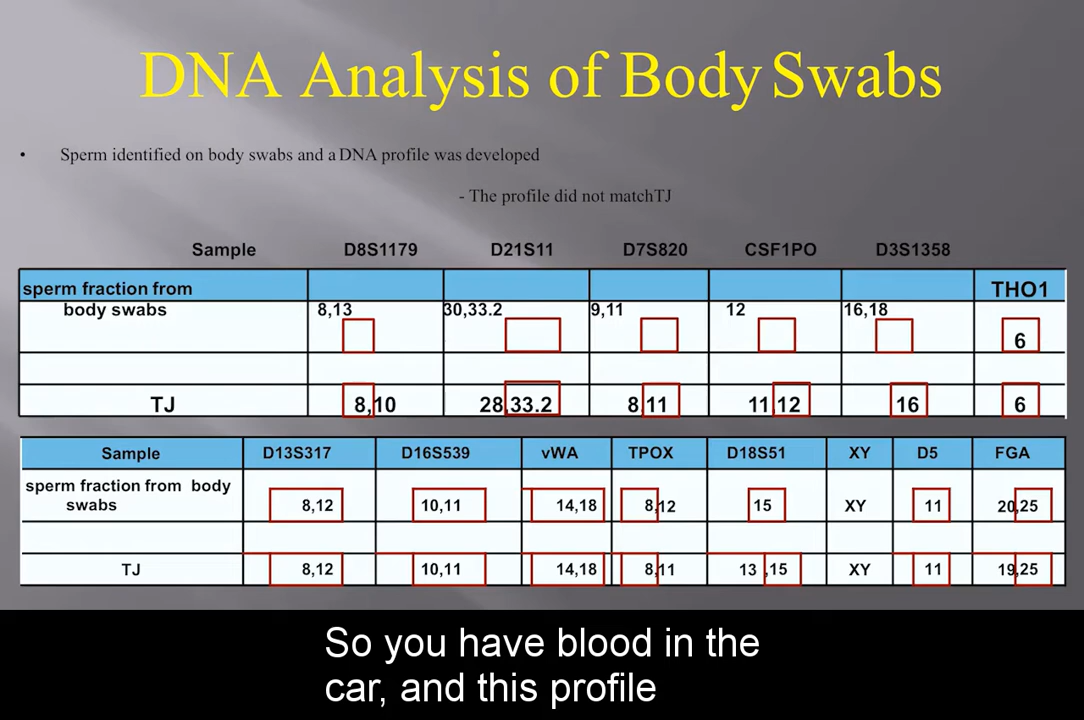 DNA Analysis of Body Swabs
• Sperm identified on body swabs and a DNA profile was developed
- The profile did not matchTJ
Sample D8S1179 D21S11 D7S820 CSF1PO D3S1358
sperm fraction from THO1
body swabs 8,13 30,33.2 9,11 12 16,18
6
TJ 8,10 28,33.2 8,11 11,12 16 6
Sample D13S317 D16S539 vWA TPOX D18S51 XY D5 FGA
sperm fraction from body
swabs 8,12 10,11 14,18 8,12 15 XY 11 20,25
TJ 8,12 10,11 14,18 8,11 13 ,15 XY 11 19,25
So you have blood in the
car, and this profile